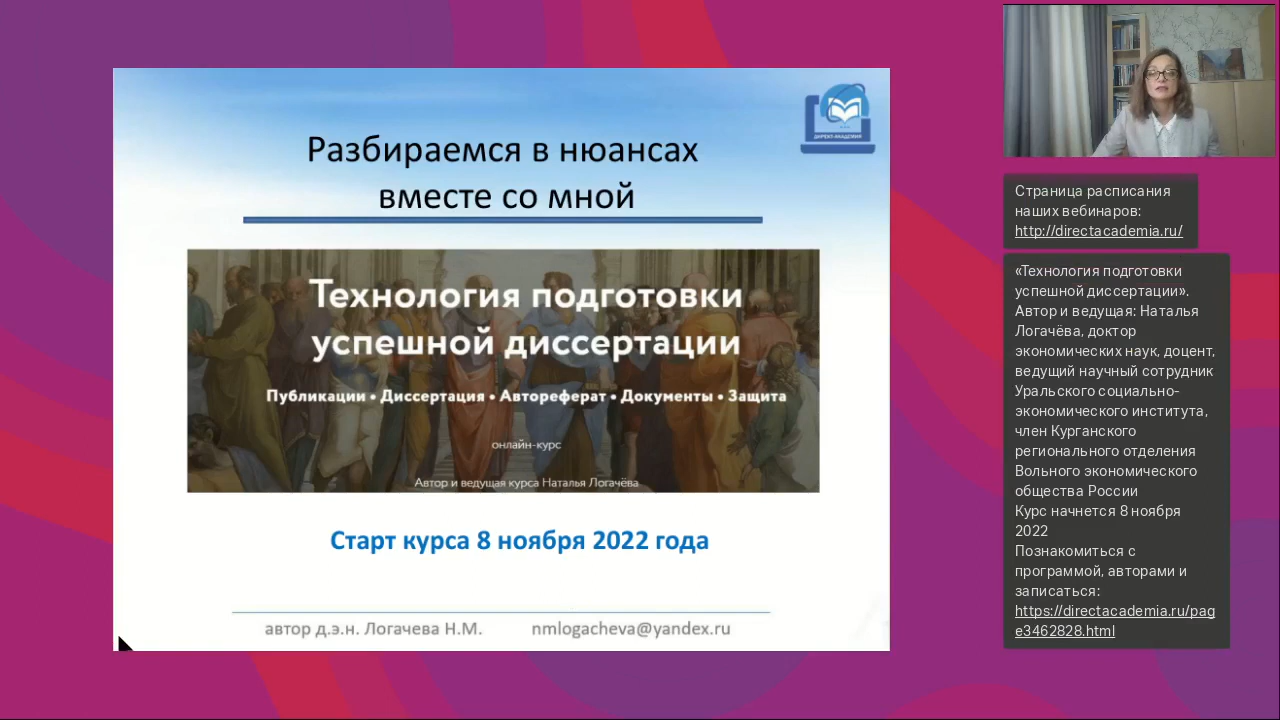 Разбираемся в нюансах
вместе со мной
ДИРЕКТ-АКАДЕМИЯ
Технология подготовки
успешной диссертации
Публикации • Диссертация • Автореферат • Документы • Защита
онлайн-курс
Автор и ведущая курса Наталья Логачёва
Старт курса 8 ноября 2022 года
автор д.э.н. Логачева Н.М. nmlogacheva@yandex.ru
Страница расписания
наших вебинаров:
http://directacademia.ru/
«Технология подготовки
успешной диссертации».
Автор и ведущая: Наталья
Логачёва, доктор
экономических наук, доцент,
ведущий научный сотрудник
Уральского социально-
экономического института,
член Курганского
регионального отделения
Вольного экономического
общества России
Курс начнется 8 ноября
2022
Познакомиться с
программой, авторами и
записаться:
https://directacademia.ru/pag
e3462828.html